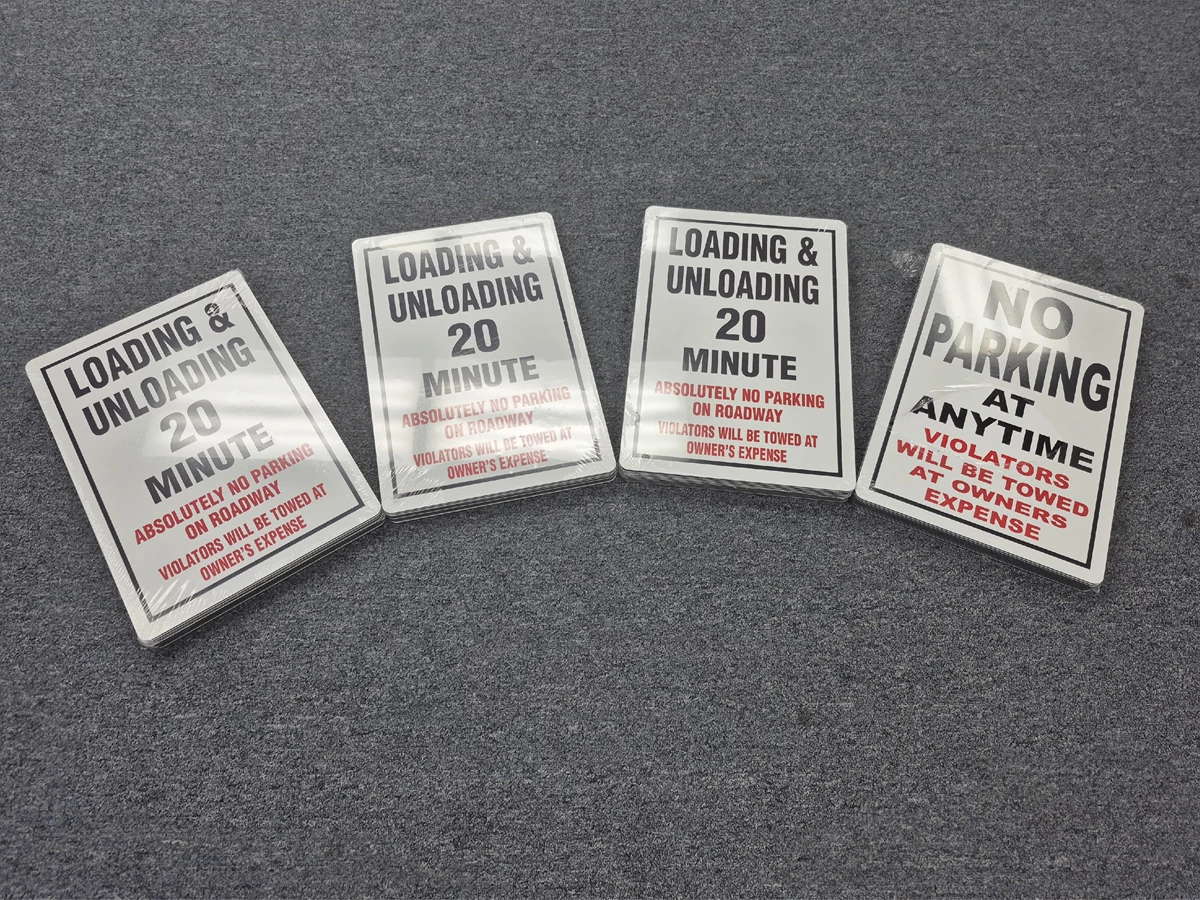 LOADING &
UNLOADING
20
MINUTE
ABSOLUTELY NO PARKING
ON ROADWAY
VIOLATORS WILL BE TOWED AT
OWNER'S EXPENSE
LOADING &
UNLOADING
20
MINUTE
ABSOLUTELY NO PARKING
ON ROADWAY
VIOLATORS WILL BE TOWED AT
OWNER'S EXPENSE
LOADING &
UNLOADING
20
MINUTE
ABSOLUTELY NO PARKING
ON ROADWAY
VIOLATORS WILL BE TOWED AT
OWNER'S EXPENSE
NO
PARKING
AT
ANYTIME
VIOLATORS
WILL BE TOWED
AT OWNERS
EXPENSE